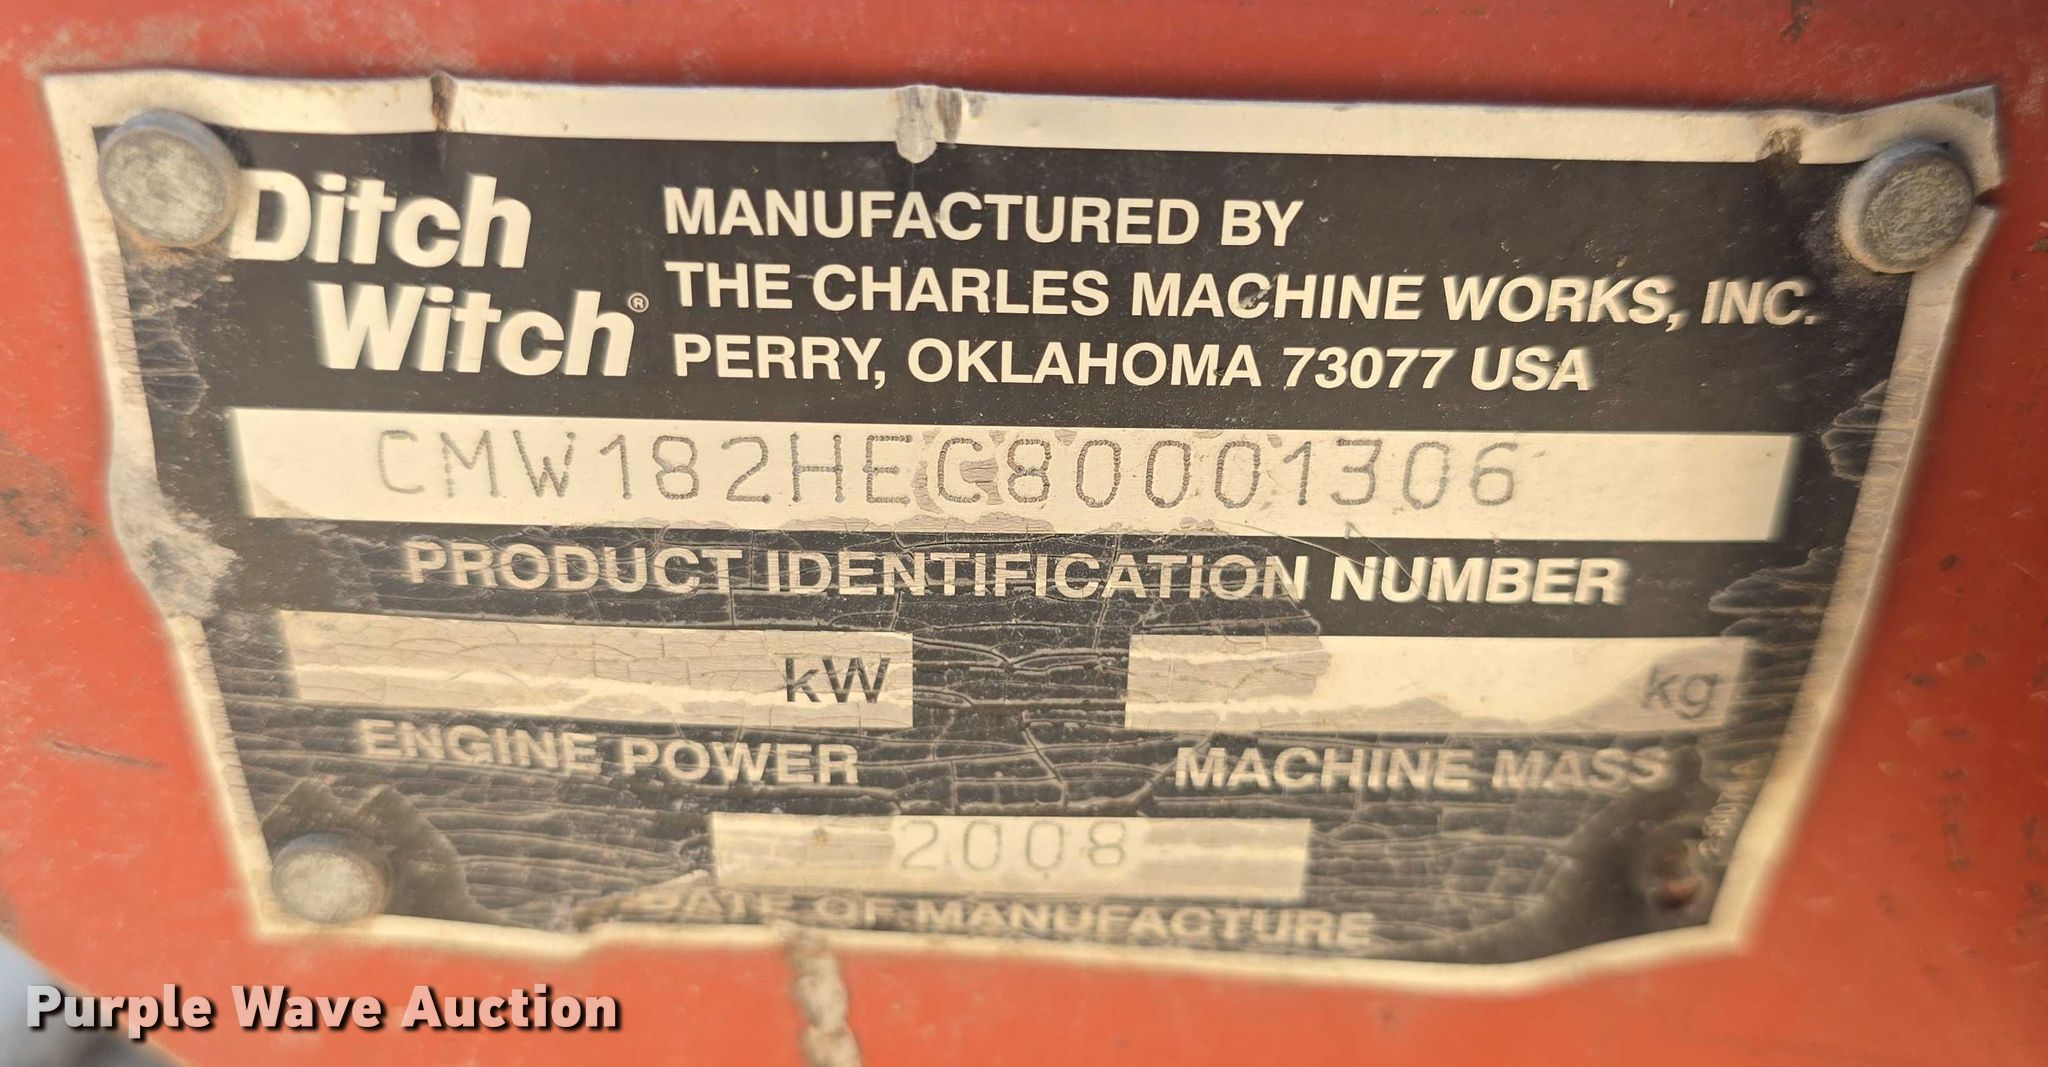 Ditch
Witch®
MANUFACTURED BY
THE CHARLES MACHINE WORKS, INC.
PERRY, OKLAHOMA 73077 USA
CMW182HEC80001306
PRODUCT IDENTIFICATION NUMBER
kW
kg
ENGINE POWER
MACHINE MASS
2008
DATE OF MANUFACTURE
Purple Wave Auction